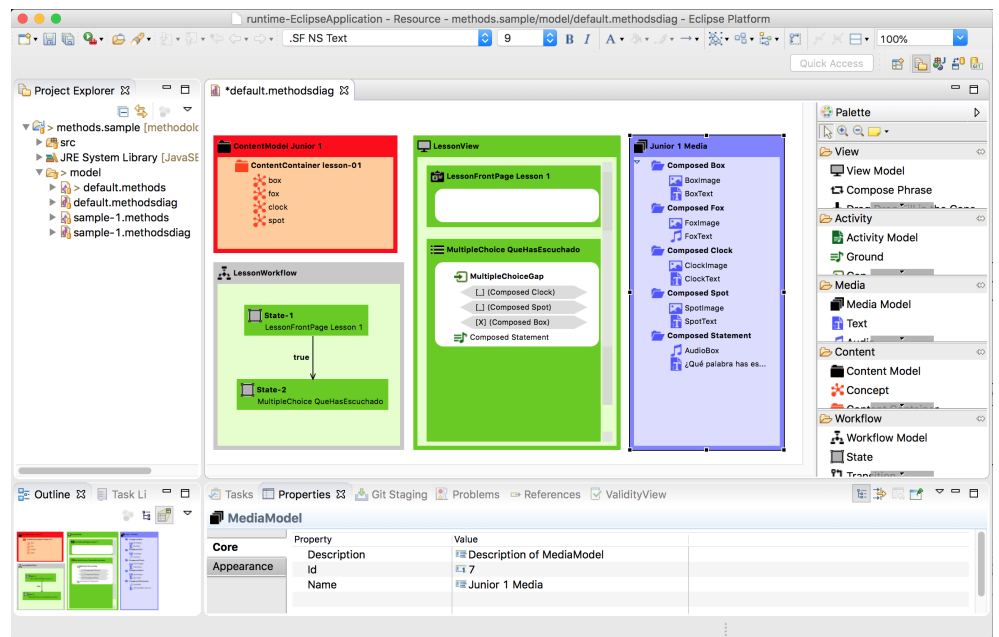 runtime-EclipseApplication - Resource - methods.sample/model/default.methodsdiag - Eclipse Platform
.SF NS Text 9 B I A 100%
Quick Access
Project Explorer
> methods.sample [methodolo
src
JRE System Library [JavaSE
> model
> default.methods
default.methodsdiag
sample-1.methods
sample-1.methodsdiag
*default.methodsdiag
ContentModel Junior 1
ContentContainer lesson-01
box
fox
clock
spot
LessonWorkflow
State-1
LessonFrontPage Lesson 1
true
State-2
MultipleChoice QueHasEscuchado
LessonView
LessonFrontPage Lesson 1
MultipleChoice QueHasEscuchado
MultipleChoiceGap
[_] (Composed Clock)
[_] (Composed Spot)
[X] (Composed Box)
Composed Statement
Junior 1 Media
Composed Box
BoxImage
BoxText
Composed Fox
FoxImage
FoxText
Composed Clock
ClockImage
ClockText
Composed Spot
SpotImage
SpotText
Composed Statement
AudioBox
¿Qué palabra has es...
Palette
View
View Model
Compose Phrase
Activity
Activity Model
Ground
Media
Media Model
Text
Content
Content Model
Concept
Workflow
Workflow Model
State
Outline
Task Li
Tasks Properties Git Staging Problems References ValidityView
MediaModel
Core
Appearance
Property Value
Description Description of MediaModel
Id 7
Name Junior 1 Media